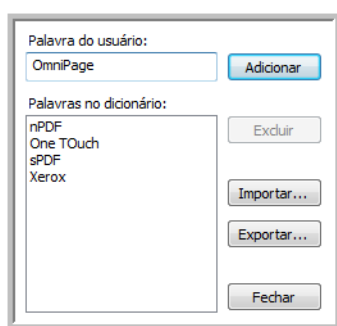 Palavra do usuário:
OmniPage
Adicionar
Palavras no dicionário:
nPDF
One TOuch
sPDF
Xerox
Excluir
Importar...
Exportar...
Fechar